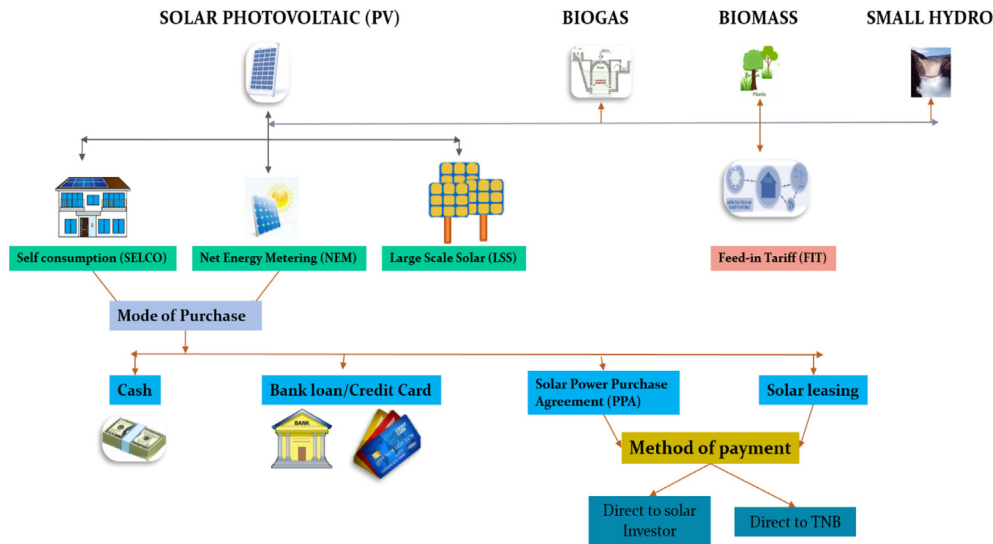 SOLAR PHOTOVOLTAIC (PV)
BIOGAS
BIOMASS
SMALL HYDRO
Plants
Self consumption (SELCO)
Net Energy Metering (NEM)
Large Scale Solar (LSS)
Feed-in Tariff (FIT)
Mode of Purchase
Cash
Bank loan/Credit Card
Solar Power Purchase
Agreement (PPA)
Solar leasing
BANK
Method of payment
Direct to solar
Investor
Direct to TNB